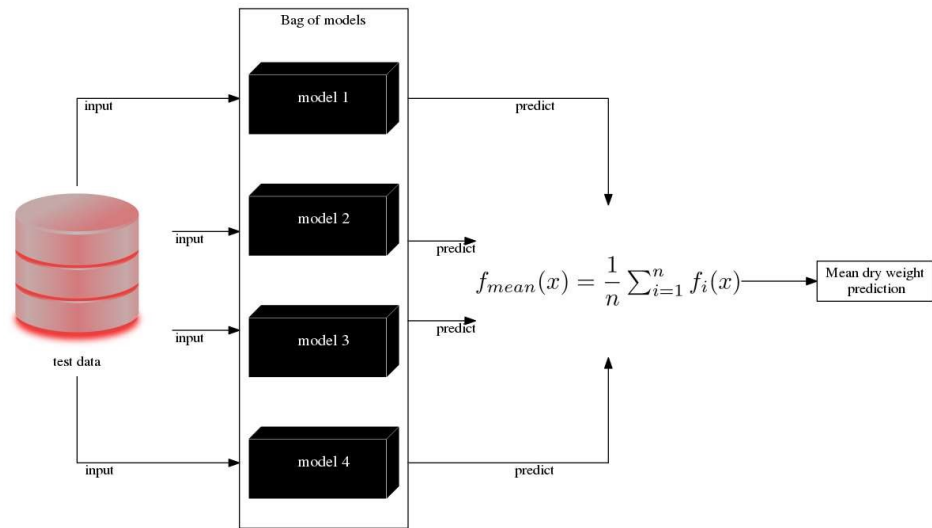 Bag of models
model 1
input
predict
model 2
input
predict
f_{mean}(x) = \frac{1}{n} \sum_{i=1}^{n} f_i(x)
Mean dry weight
prediction
model 3
input
predict
test data
model 4
input
predict